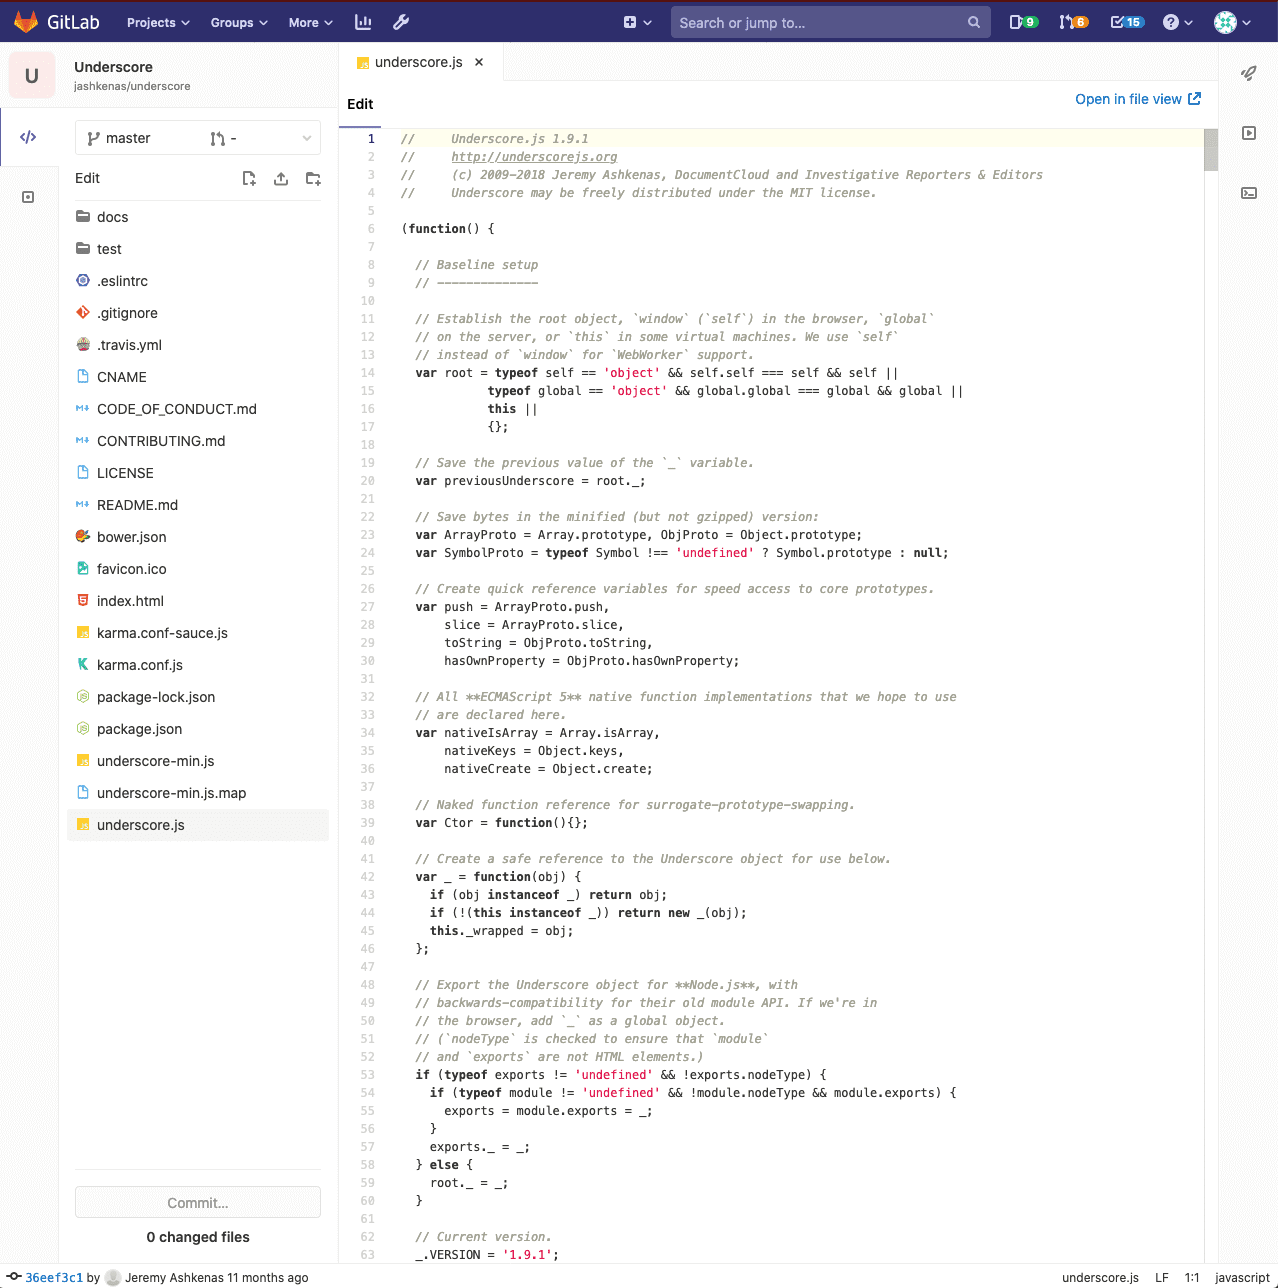 GitLab Projects Groups More Search or jump to... 9 6 15
U Underscore
jashkenas/underscore
underscore.js ×
Edit Open in file view
master -
Edit
docs
test
.eslintrc
.gitignore
.travis.yml
CNAME
CODE_OF_CONDUCT.md
CONTRIBUTING.md
LICENSE
README.md
bower.json
favicon.ico
index.html
karma.conf-sauce.js
karma.conf.js
package-lock.json
package.json
underscore-min.js
underscore-min.js.map
underscore.js
Commit...
0 changed files
1 //     Underscore.js 1.9.1
2 //     http://underscorejs.org
3 //     (c) 2009-2018 Jeremy Ashkenas, DocumentCloud and Investigative Reporters & Editors
4 //     Underscore may be freely distributed under the MIT license.
5
6 (function() {
7
8   // Baseline setup
9   // --------------
10
11   // Establish the root object, `window` (`self`) in the browser, `global`
12   // on the server, or `this` in some virtual machines. We use `self`
13   // instead of `window` for `WebWorker` support.
14   var root = typeof self == 'object' && self.self === self && self ||
15             typeof global == 'object' && global.global === global && global ||
16             this ||
17             {};
18
19   // Save the previous value of the `_` variable.
20   var previousUnderscore = root._;
21
22   // Save bytes in the minified (but not gzipped) version:
23   var ArrayProto = Array.prototype, ObjProto = Object.prototype;
24   var SymbolProto = typeof Symbol !== 'undefined' ? Symbol.prototype : null;
25
26   // Create quick reference variables for speed access to core prototypes.
27   var push = ArrayProto.push,
28       slice = ArrayProto.slice,
29       toString = ObjProto.toString,
30       hasOwnProperty = ObjProto.hasOwnProperty;
31
32   // All **ECMAScript 5** native function implementations that we hope to use
33   // are declared here.
34   var nativeIsArray = Array.isArray,
35       nativeKeys = Object.keys,
36       nativeCreate = Object.create;
37
38   // Naked function reference for surrogate-prototype-swapping.
39   var Ctor = function(){};
40
41   // Create a safe reference to the Underscore object for use below.
42   var _ = function(obj) {
43     if (obj instanceof _) return obj;
44     if (!(this instanceof _)) return new _(obj);
45     this._wrapped = obj;
46   };
47
48   // Export the Underscore object for **Node.js**, with
49   // backwards-compatibility for their old module API. If we're in
50   // the browser, add `_` as a global object.
51   // (`nodeType` is checked to ensure that `module`
52   // and `exports` are not HTML elements.)
53   if (typeof exports != 'undefined' && !exports.nodeType) {
54     if (typeof module != 'undefined' && !module.nodeType && module.exports) {
55       exports = module.exports = _;
56     }
57     exports._ = _;
58   } else {
59     root._ = _;
60   }
61
62   // Current version.
63   _.VERSION = '1.9.1';
36eef3c1 by Jeremy Ashkenas 11 months ago underscore.js LF 1:1 javascript